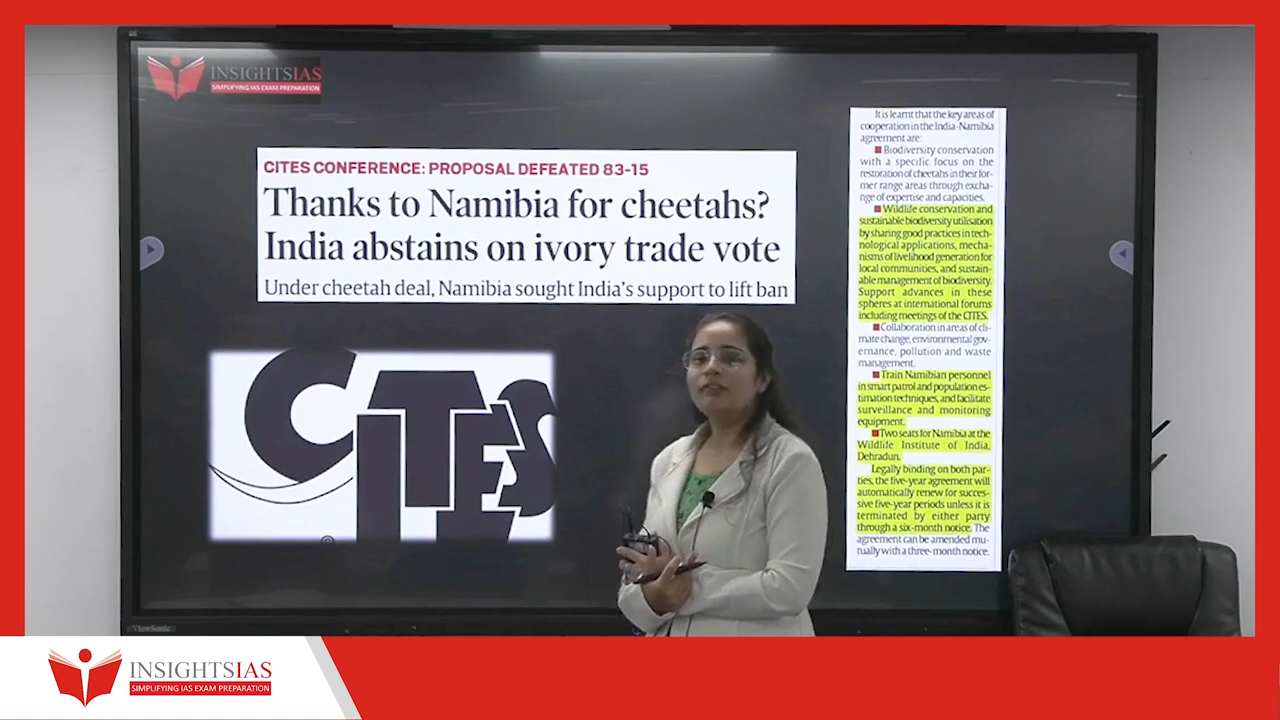 INSIGHTSIAS
SIMPLIFYING IAS EXAM PREPARATION
CITES CONFERENCE: PROPOSAL DEFEATED 83-15
Thanks to Namibia for cheetahs?
India abstains on ivory trade vote
Under cheetah deal, Namibia sought India's support to lift ban
CITES
It is learnt that the key areas of
cooperation in the India-Namibia
agreement are:
Biodiversity conservation
with a specific focus on the
restoration of cheetahs in their for-
mer range areas through excha-
nge of expertise and capacities.
Wildlife conservation and
sustainable biodiversity utilisation
by sharing good practices in tech-
nological applications, mecha-
nisms of livelihood generation for
local communities, and sustain-
able management of biodiversity.
Support advances in these
spheres at international forums
including meetings of the CITES.
Collaboration in areas of cli-
mate change, environmental gov-
ernance, pollution and waste
management.
Train Namibian personnel
in smart patrol and population es-
timation techniques, and facilitate
surveillance and monitoring
equipment.
Two seats for Namibia at the
Wildlife Institute of India,
Dehradun.
Legally binding on both par-
ties, the five-year agreement will
automatically renew for succes-
sive five-year periods unless it is
terminated by either party
through a six-month notice. The
agreement can be amended mu-
tually with a three-month notice.
ViewSonic
INSIGHTSIAS
SIMPLIFYING IAS EXAM PREPARATION